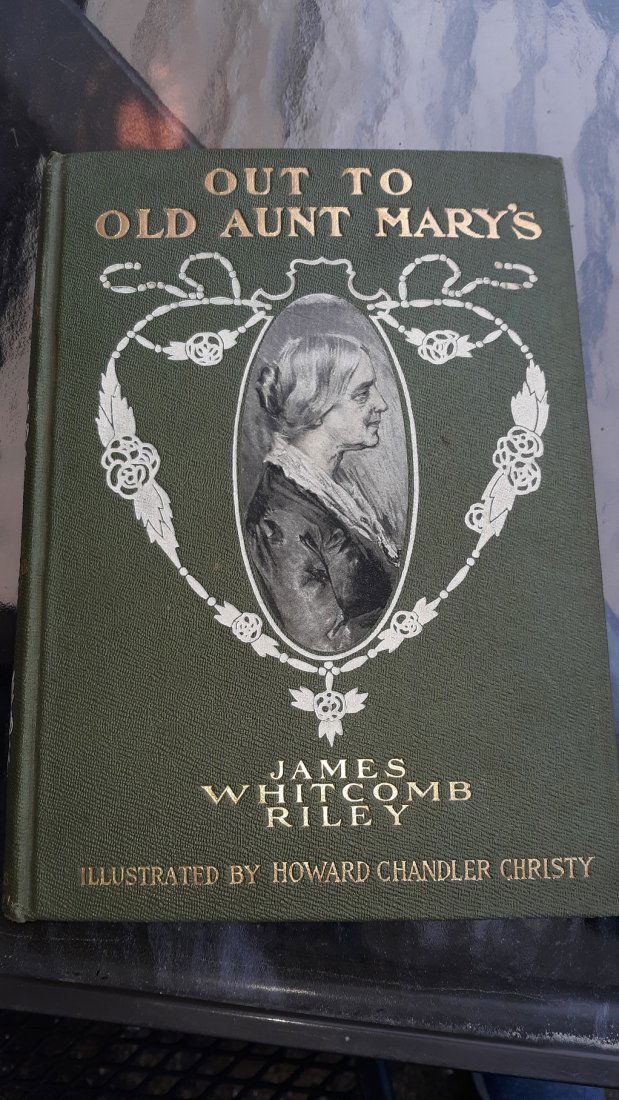 OUT TO
OLD AUNT MARY'S
JAMES
WHITCOMB
RILEY
ILLUSTRATED BY HOWARD CHANDLER CHRISTY